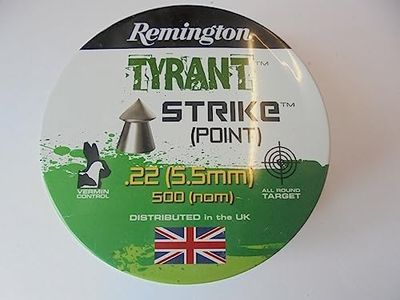 Remington
TYRANT™
STRIKE™
(POINT)
.22 (5.5mm)
500 (nom)
VERMIN
CONTROL
ALL ROUND
TARGET
DISTRIBUTED in the UK